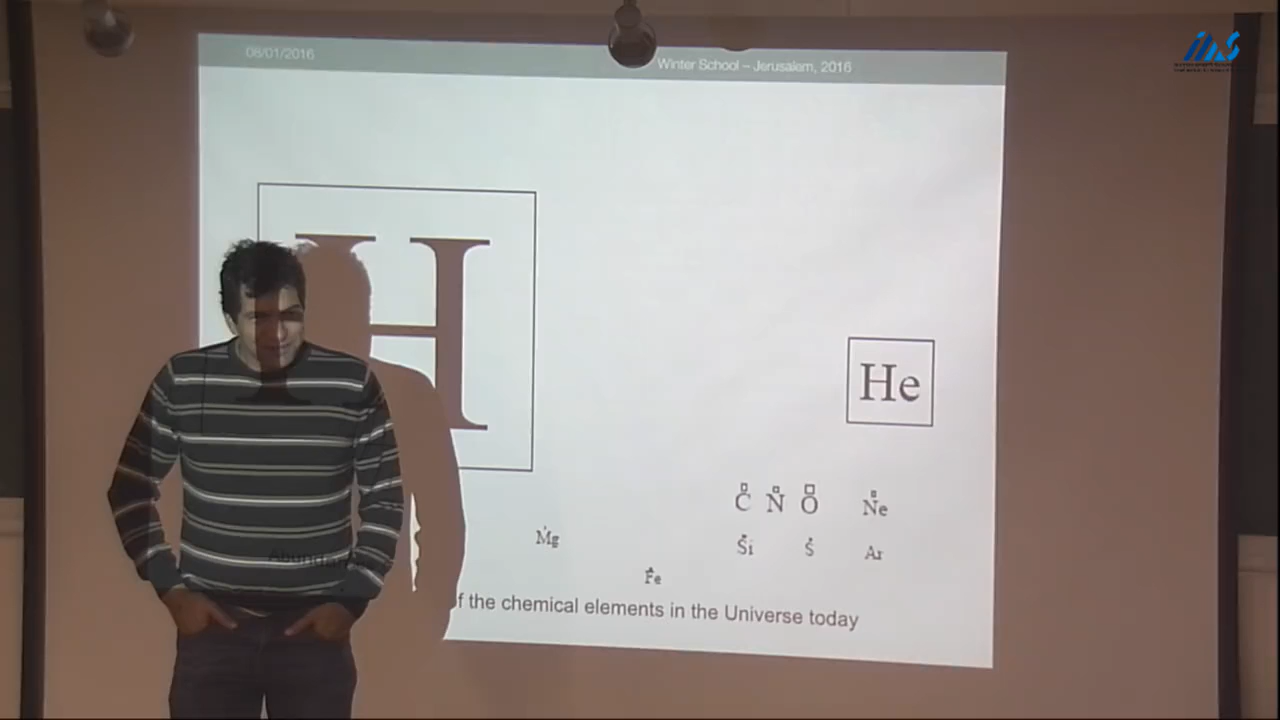 08/01/2016
Winter School – Jerusalem, 2016
H
He
C N O Ne
Mg Si S Ar
Fe
of the chemical elements in the Universe today